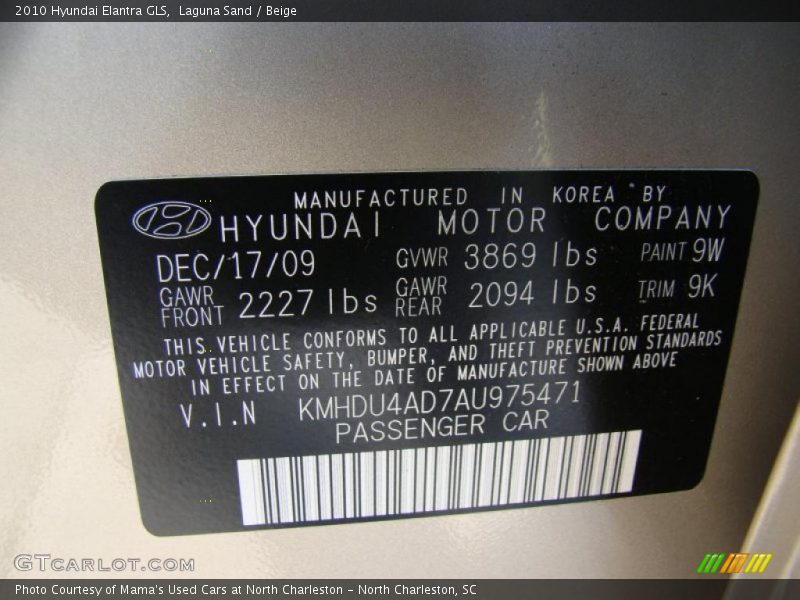 2010 Hyundai Elantra GLS,  Laguna Sand / Beige
MANUFACTURED IN KOREA BY
HYUNDAI MOTOR COMPANY
DEC/17/09 GVWR 3869 lbs PAINT 9W
GAWR FRONT 2227 lbs GAWR REAR 2094 lbs TRIM 9K
THIS VEHICLE CONFORMS TO ALL APPLICABLE U.S.A. FEDERAL
MOTOR VEHICLE SAFETY, BUMPER, AND THEFT PREVENTION STANDARDS
IN EFFECT ON THE DATE OF MANUFACTURE SHOWN ABOVE
V.I.N KMHDU4AD7AU975471
PASSENGER CAR
GTCARLOT.COM
Photo Courtesy of Mama's Used Cars at North Charleston - North Charleston, SC